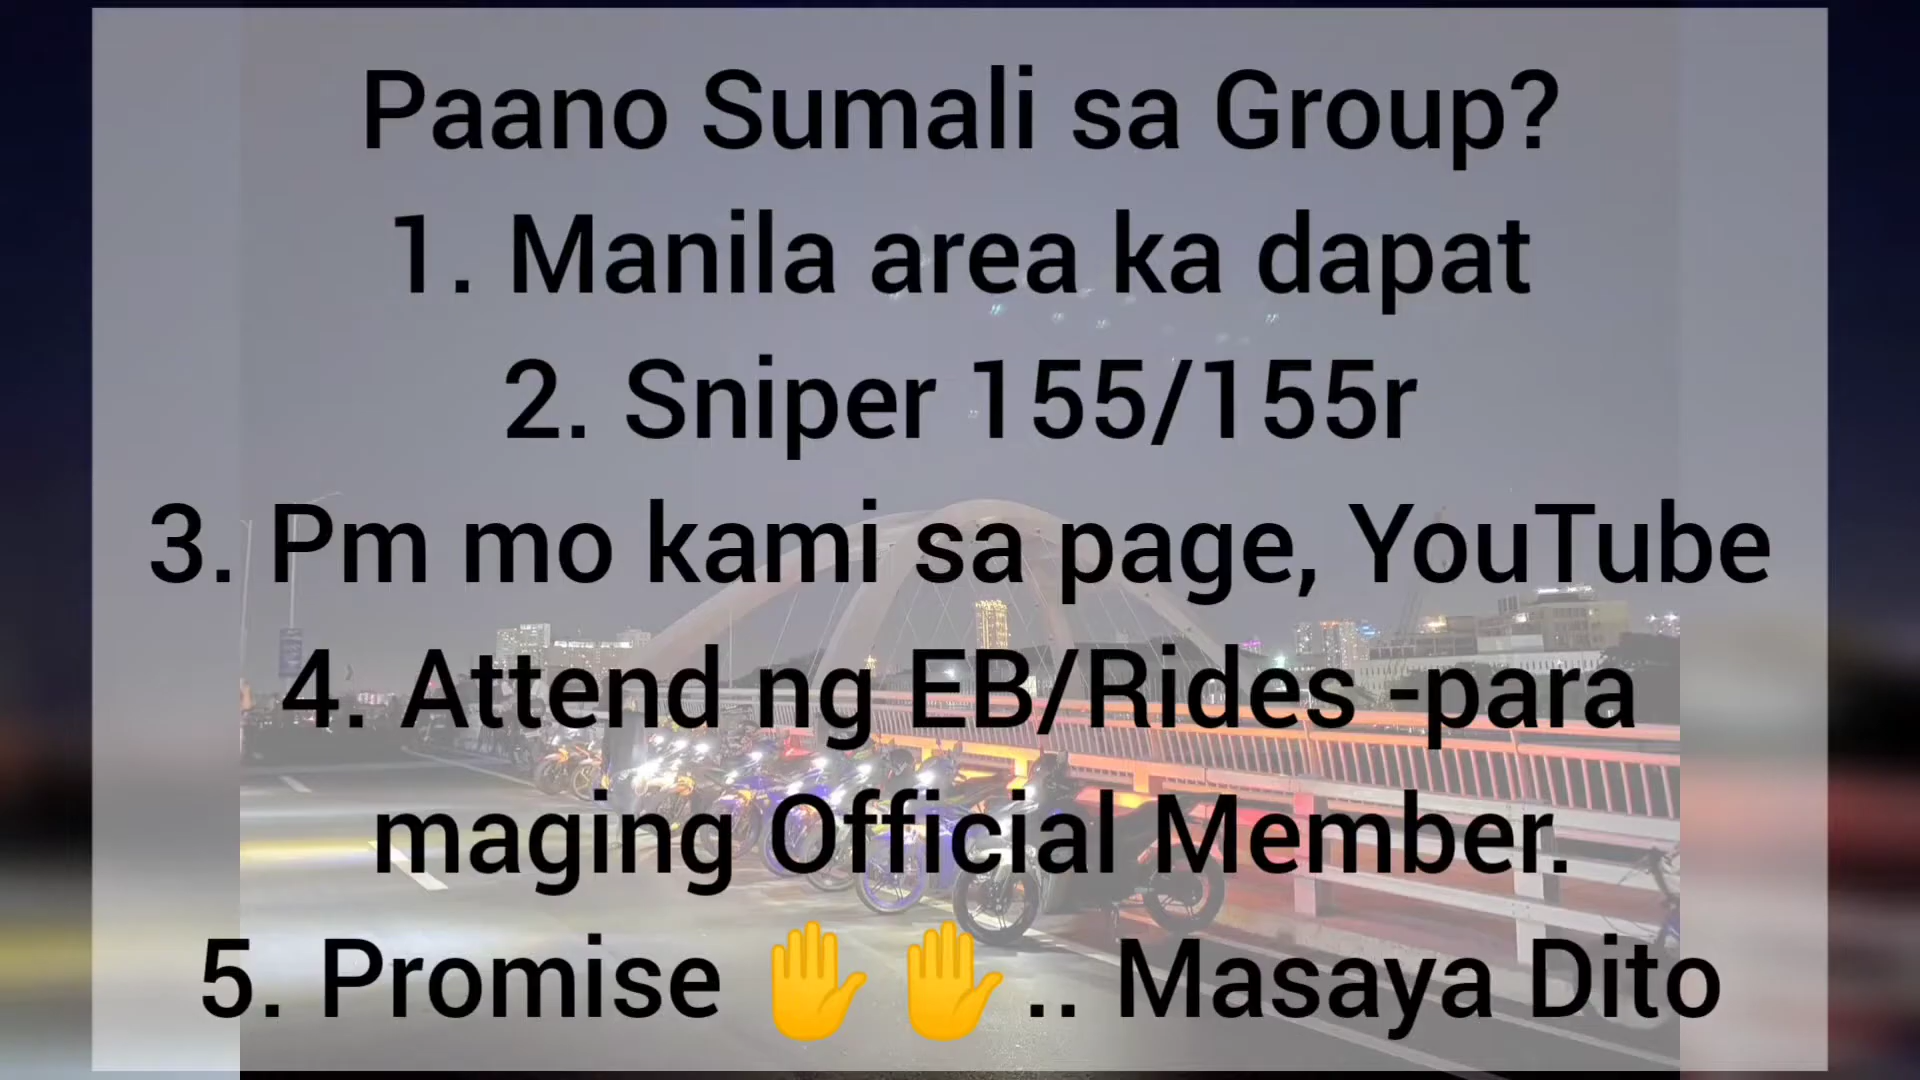 Paano Sumali sa Group?
1. Manila area ka dapat
2. Sniper 155/155r
3. Pm mo kami sa page, YouTube
4. Attend ng EB/Rides -para
maging Official Member.
5. Promise ✋✋.. Masaya Dito